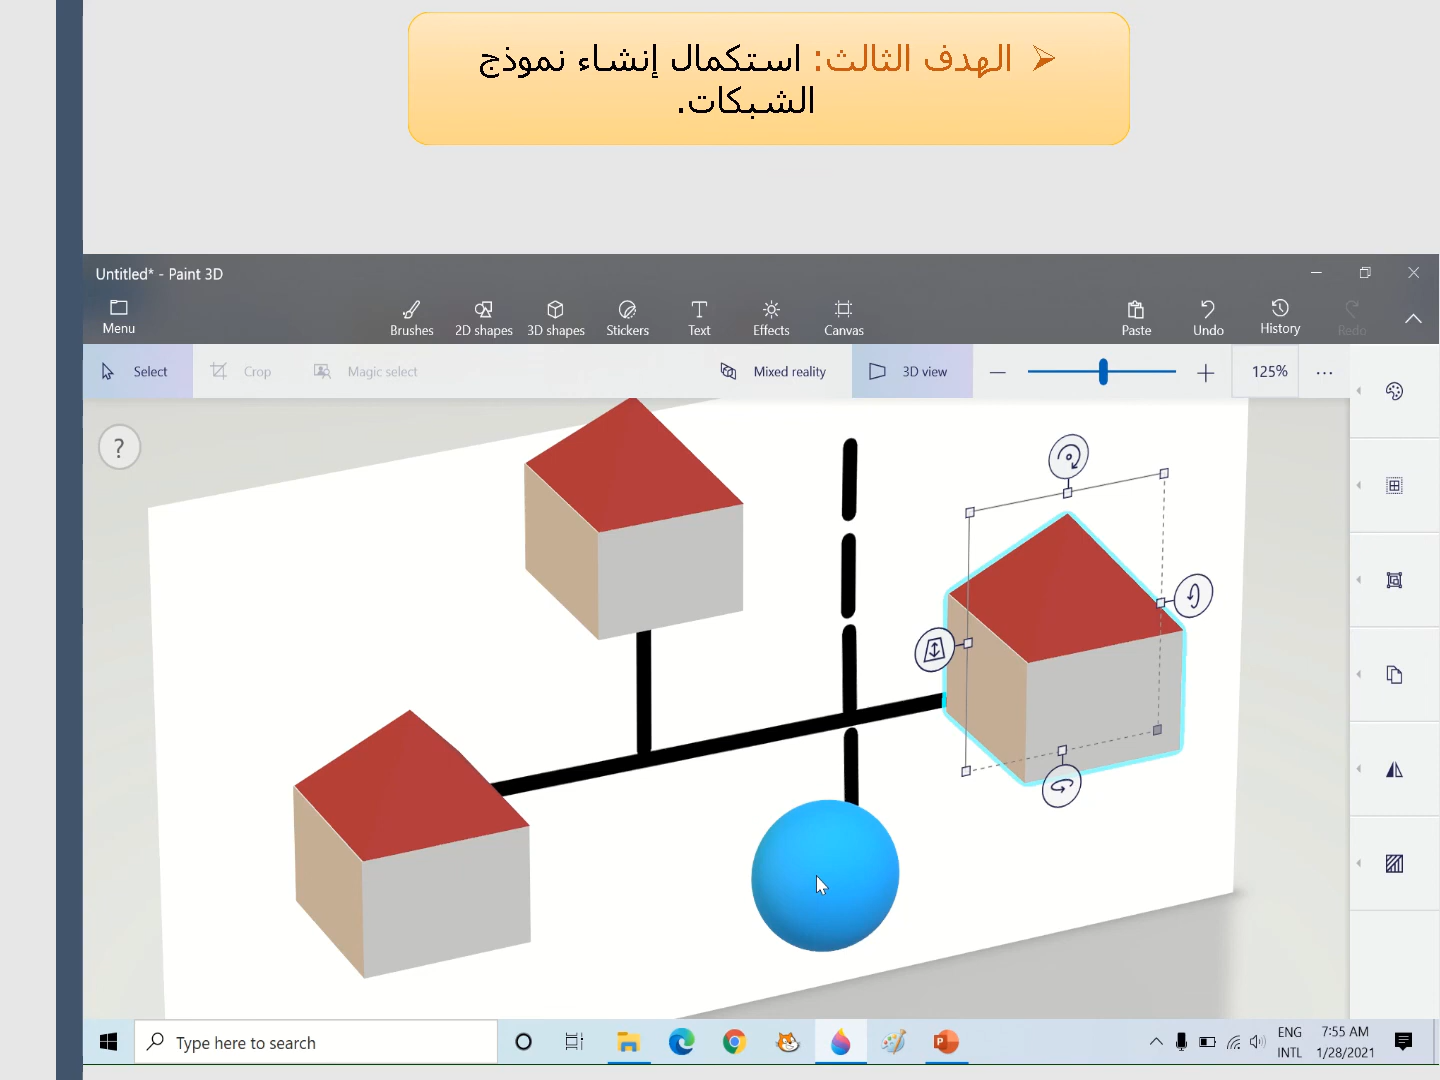 الهدف الثالث: استكمال إنشاء نموذج
الشبكات.
Untitled* - Paint 3D
Menu
Brushes
2D shapes
3D shapes
Stickers
Text
Effects
Canvas
Paste
Undo
History
Redo
Select
Crop
Magic select
Mixed reality
3D view
125%
?
Type here to search
ENG
INTL
7:55 AM
1/28/2021